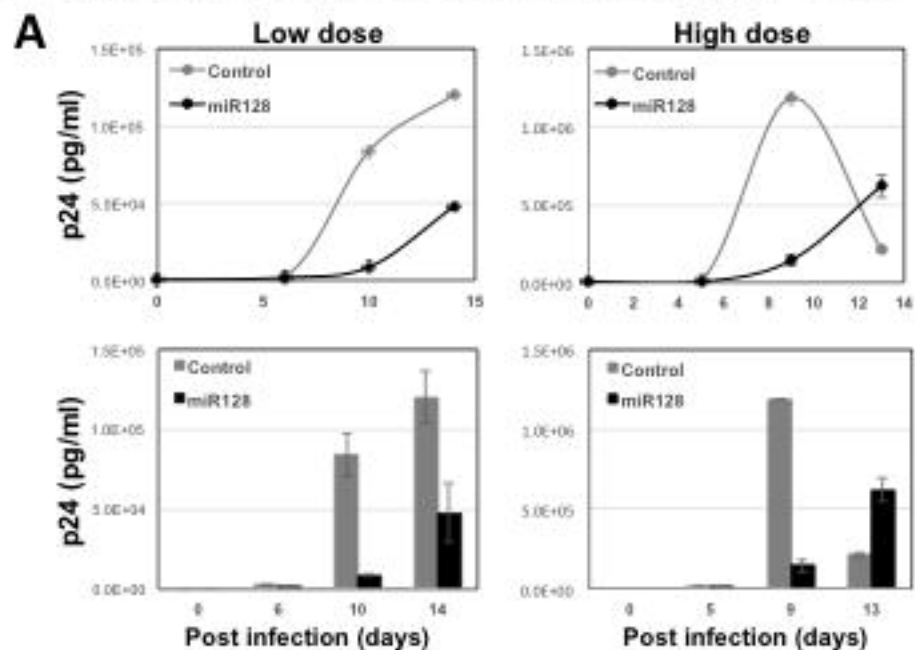 A
Low dose
High dose
p24 (pg/ml)
1.5E+05
1.0E+05
5.0E+04
0.0E+00
Control
miR128
0 5 10 15
1.5E+06
1.0E+06
5.0E+05
0.0E+00
Control
miR128
0 2 4 6 8 10 12 14
p24 (pg/ml)
1.5E+05
1.0E+05
5.0E+04
0.0E+00
Control
miR128
0 6 10 14
Post infection (days)
1.5E+06
1.0E+06
5.0E+05
0.0E+00
Control
miR128
0 5 9 13
Post infection (days)